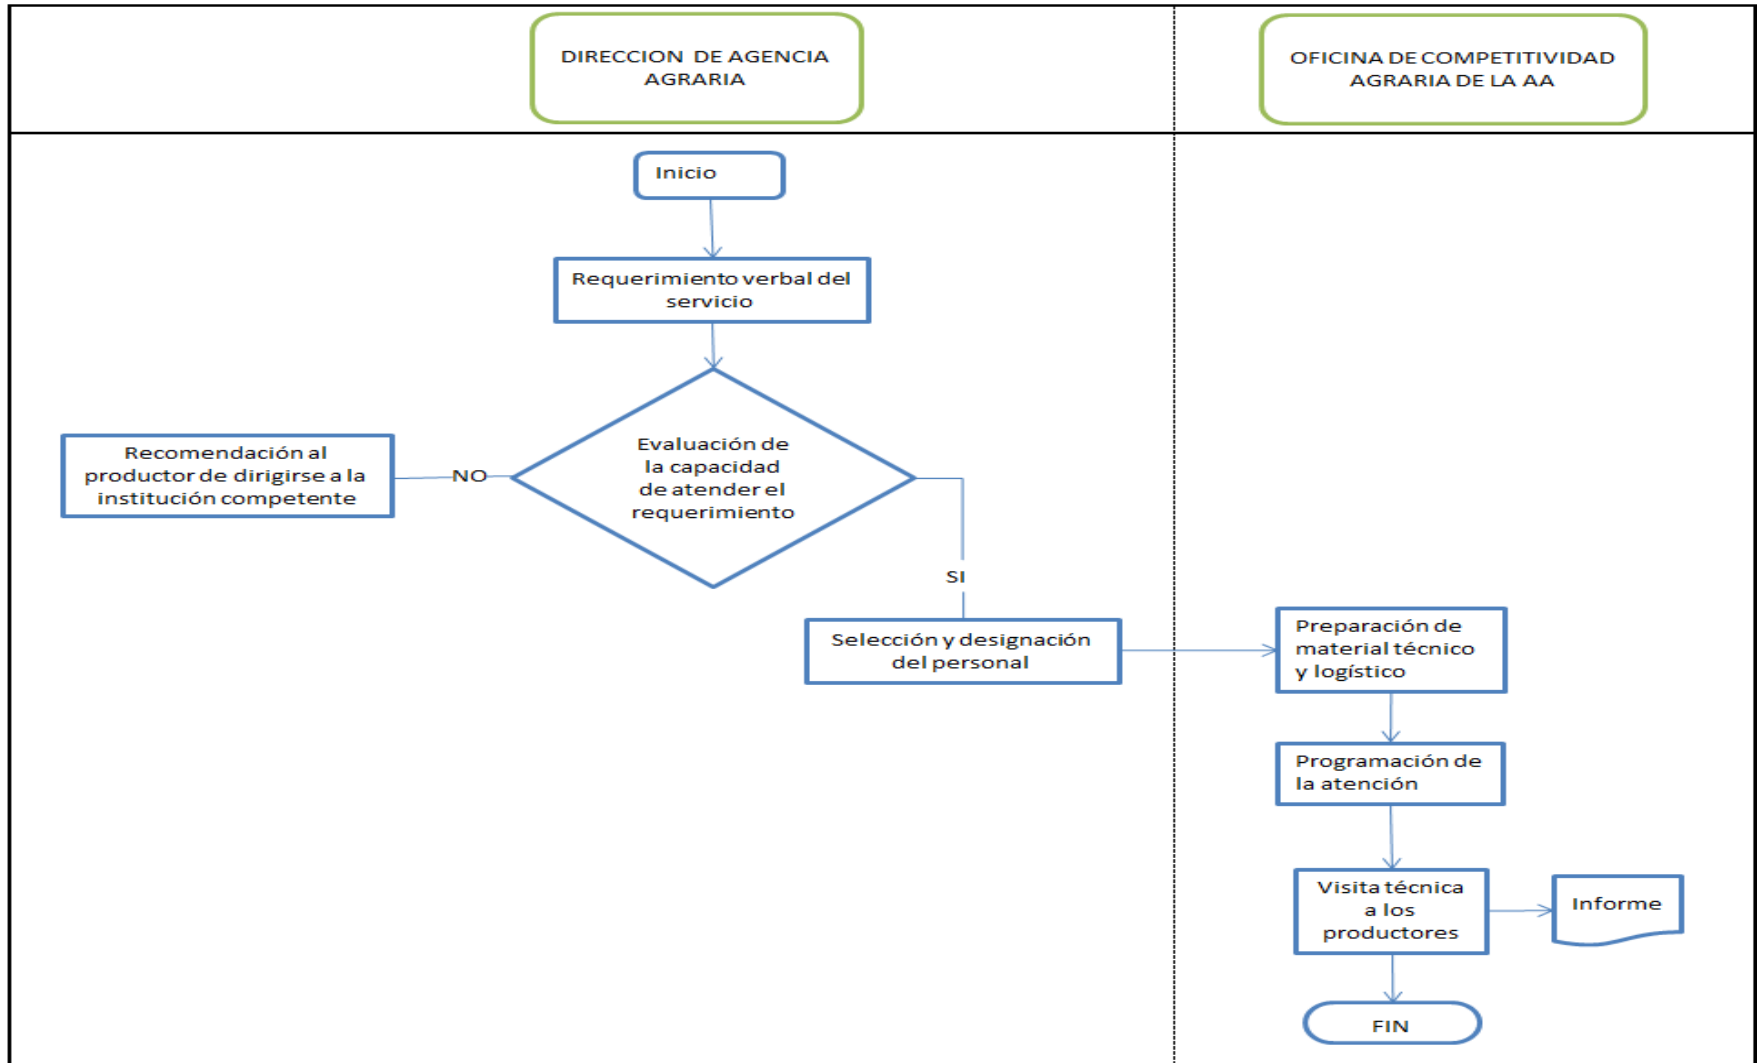 DIRECCION DE AGENCIA
AGRARIA
OFICINA DE COMPETITIVIDAD
AGRARIA DE LA AA
Inicio
Requerimiento verbal del
servicio
Evaluación de
la capacidad
de atender el
requerimiento
NO
Recomendación al
productor de dirigirse a la
institución competente
SI
Selección y designación
del personal
Preparación de
material técnico
y logístico
Programación de
la atención
Visita técnica
a los
productores
Informe
FIN